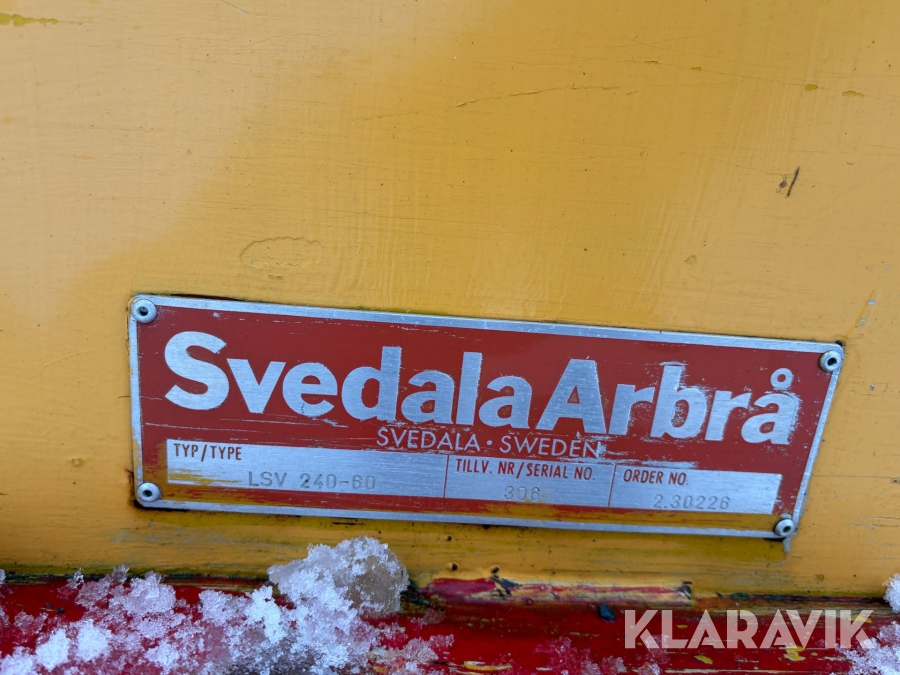 SvedalaArbrå
SVEDALA · SWEDEN
TYP/TYPE
LSV 240-60
TILLV. NR/SERIAL NO.
306
ORDER NO.
2.30226
KLARAVIK